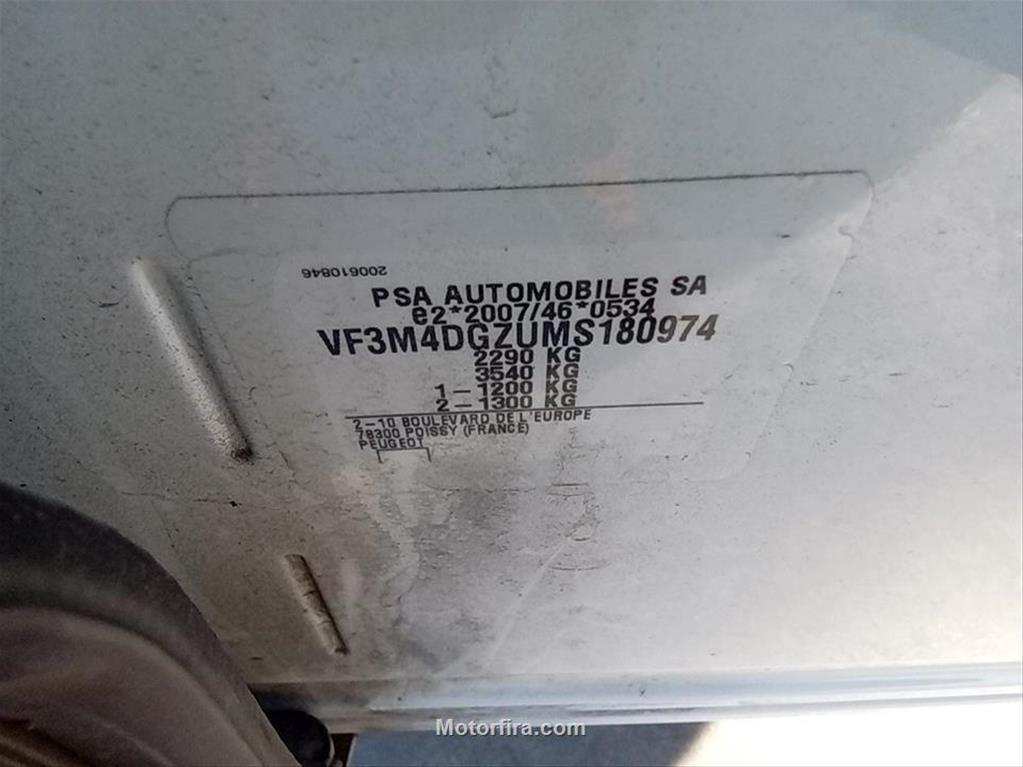 200610846
PSA AUTOMOBILES SA
e2*2007/46*0534
VF3M4DGZUMS180974
2290 KG
3540 KG
1-1200 KG
2-1300 KG
2-10 BOULEVARD DE L'EUROPE
78300 POISSY (FRANCE)
PEUGEOT
Motorfira.com